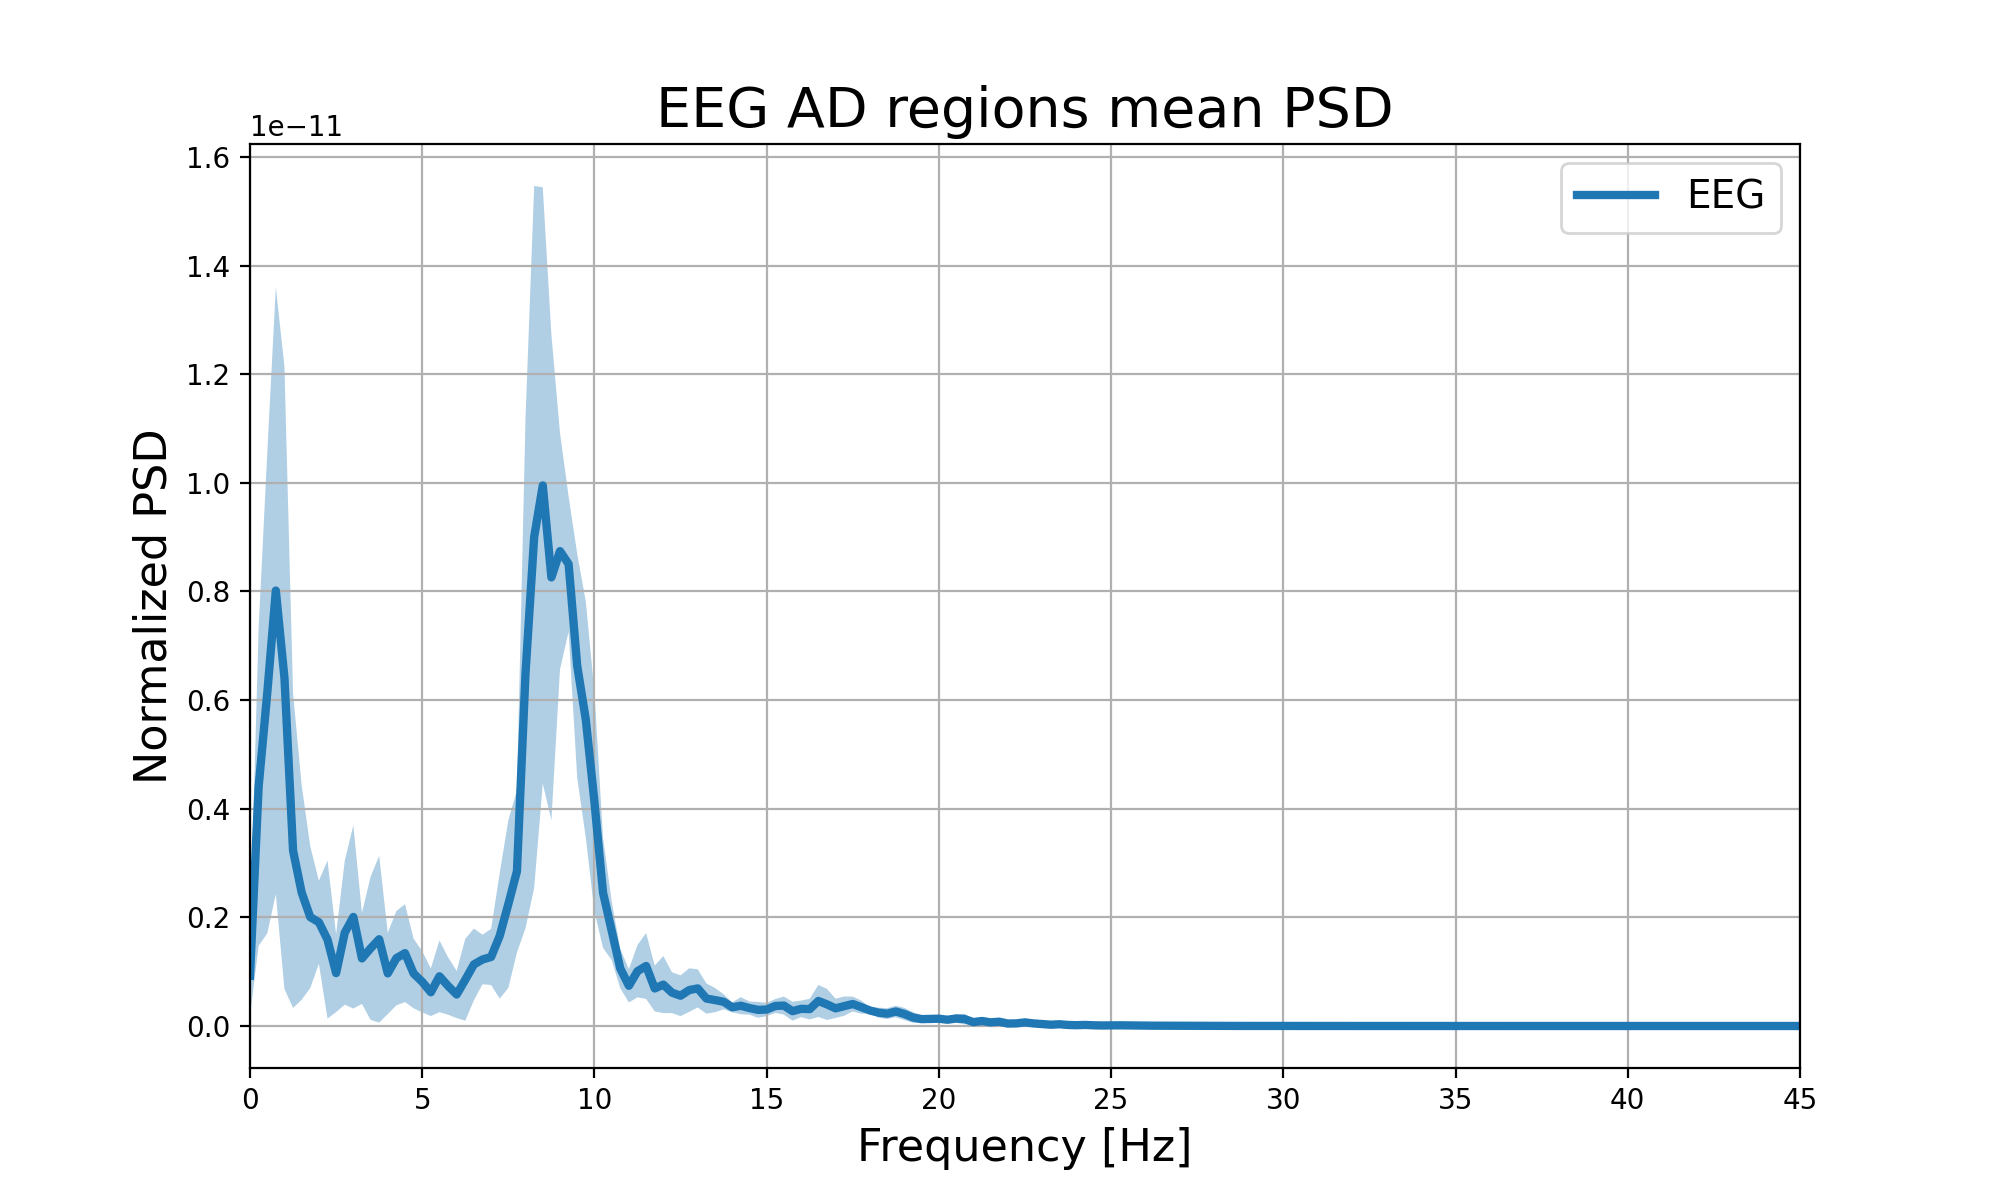 EEG AD regions mean PSD
1e−11
EEG
Normalized PSD
1.6
1.4
1.2
1.0
0.8
0.6
0.4
0.2
0.0
0 5 10 15 20 25 30 35 40 45
Frequency [Hz]